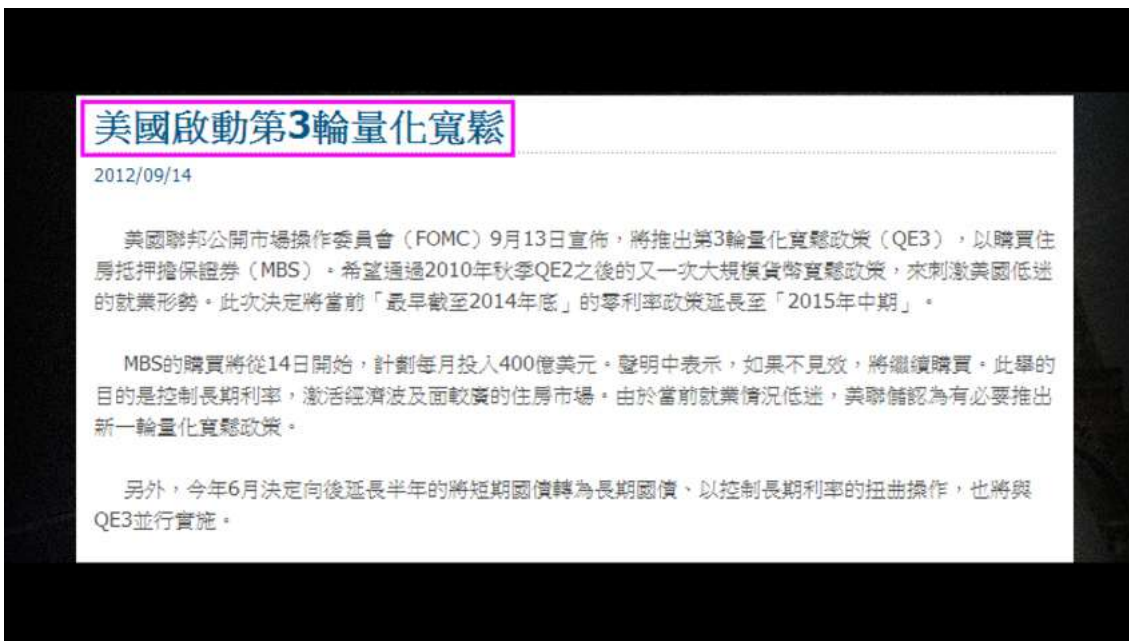 美國啟動第3輪量化寬鬆
2012/09/14
美國聯邦公開市場操作委員會（FOMC）9月13日宣佈，將推出第3輪量化寬鬆政策（QE3），以購買住
房抵押擔保證券（MBS）。希望通過2010年秋季QE2之後的又一次大規模貨幣寬鬆政策，來刺激美國低迷
的就業形勢。此次決定將當前「最早截至2014年底」的零利率政策延長至「2015年中期」。
MBS的購買將從14日開始，計劃每月投入400億美元。聲明中表示，如果不見效，將繼續購買。此舉的
目的是控制長期利率，激活經濟波及面較廣的住房市場。由於當前就業情況低迷，美聯儲認為有必要推出
新一輪量化寬鬆政策。
另外，今年6月決定向後延長半年的將短期國債轉為長期國債、以控制長期利率的扭曲操作，也將與
QE3並行實施。